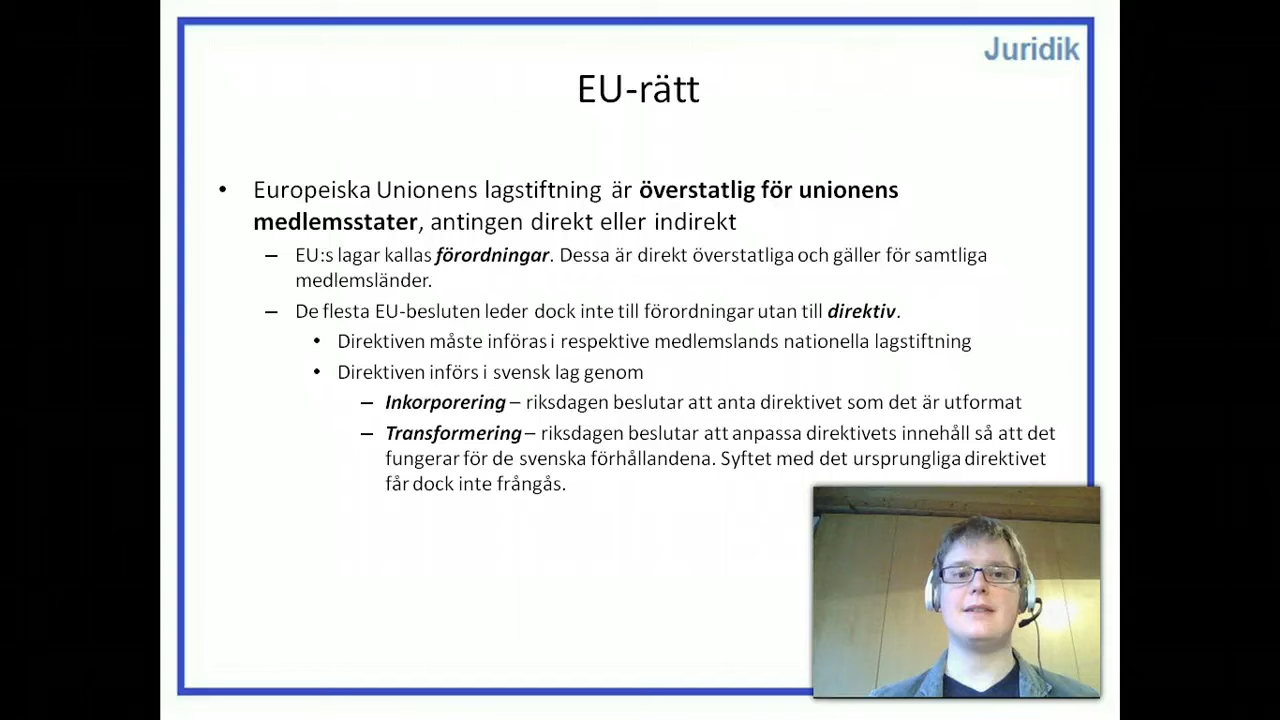 Juridik
EU-rätt
• Europeiska Unionens lagstiftning är överstatlig för unionens
medlemsstater, antingen direkt eller indirekt
– EU:s lagar kallas förordningar. Dessa är direkt överstatliga och gäller för samtliga
medlemsländer.
– De flesta EU-besluten leder dock inte till förordningar utan till direktiv.
• Direktiven måste införas i respektive medlemslands nationella lagstiftning
• Direktiven införs i svensk lag genom
– Inkorporering – riksdagen beslutar att anta direktivet som det är utformat
– Transformering – riksdagen beslutar att anpassa direktivets innehåll så att det
fungerar för de svenska förhållandena. Syftet med det ursprungliga direktivet
får dock inte frångås.